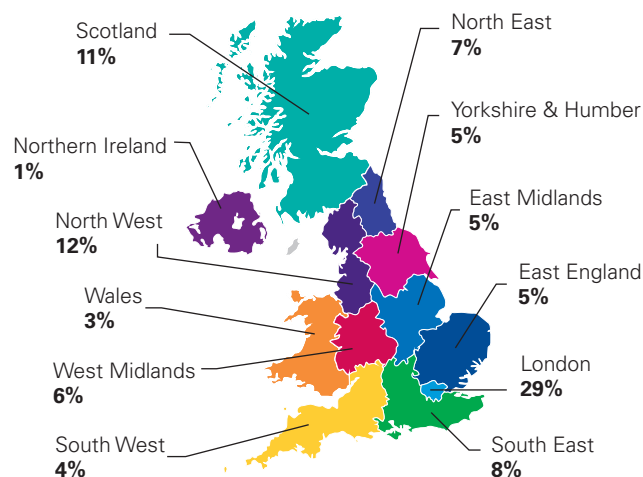 Scotland
11%
North East
7%
Yorkshire & Humber
5%
Northern Ireland
1%
East Midlands
5%
North West
12%
East England
5%
Wales
3%
London
29%
West Midlands
6%
South West
4%
South East
8%